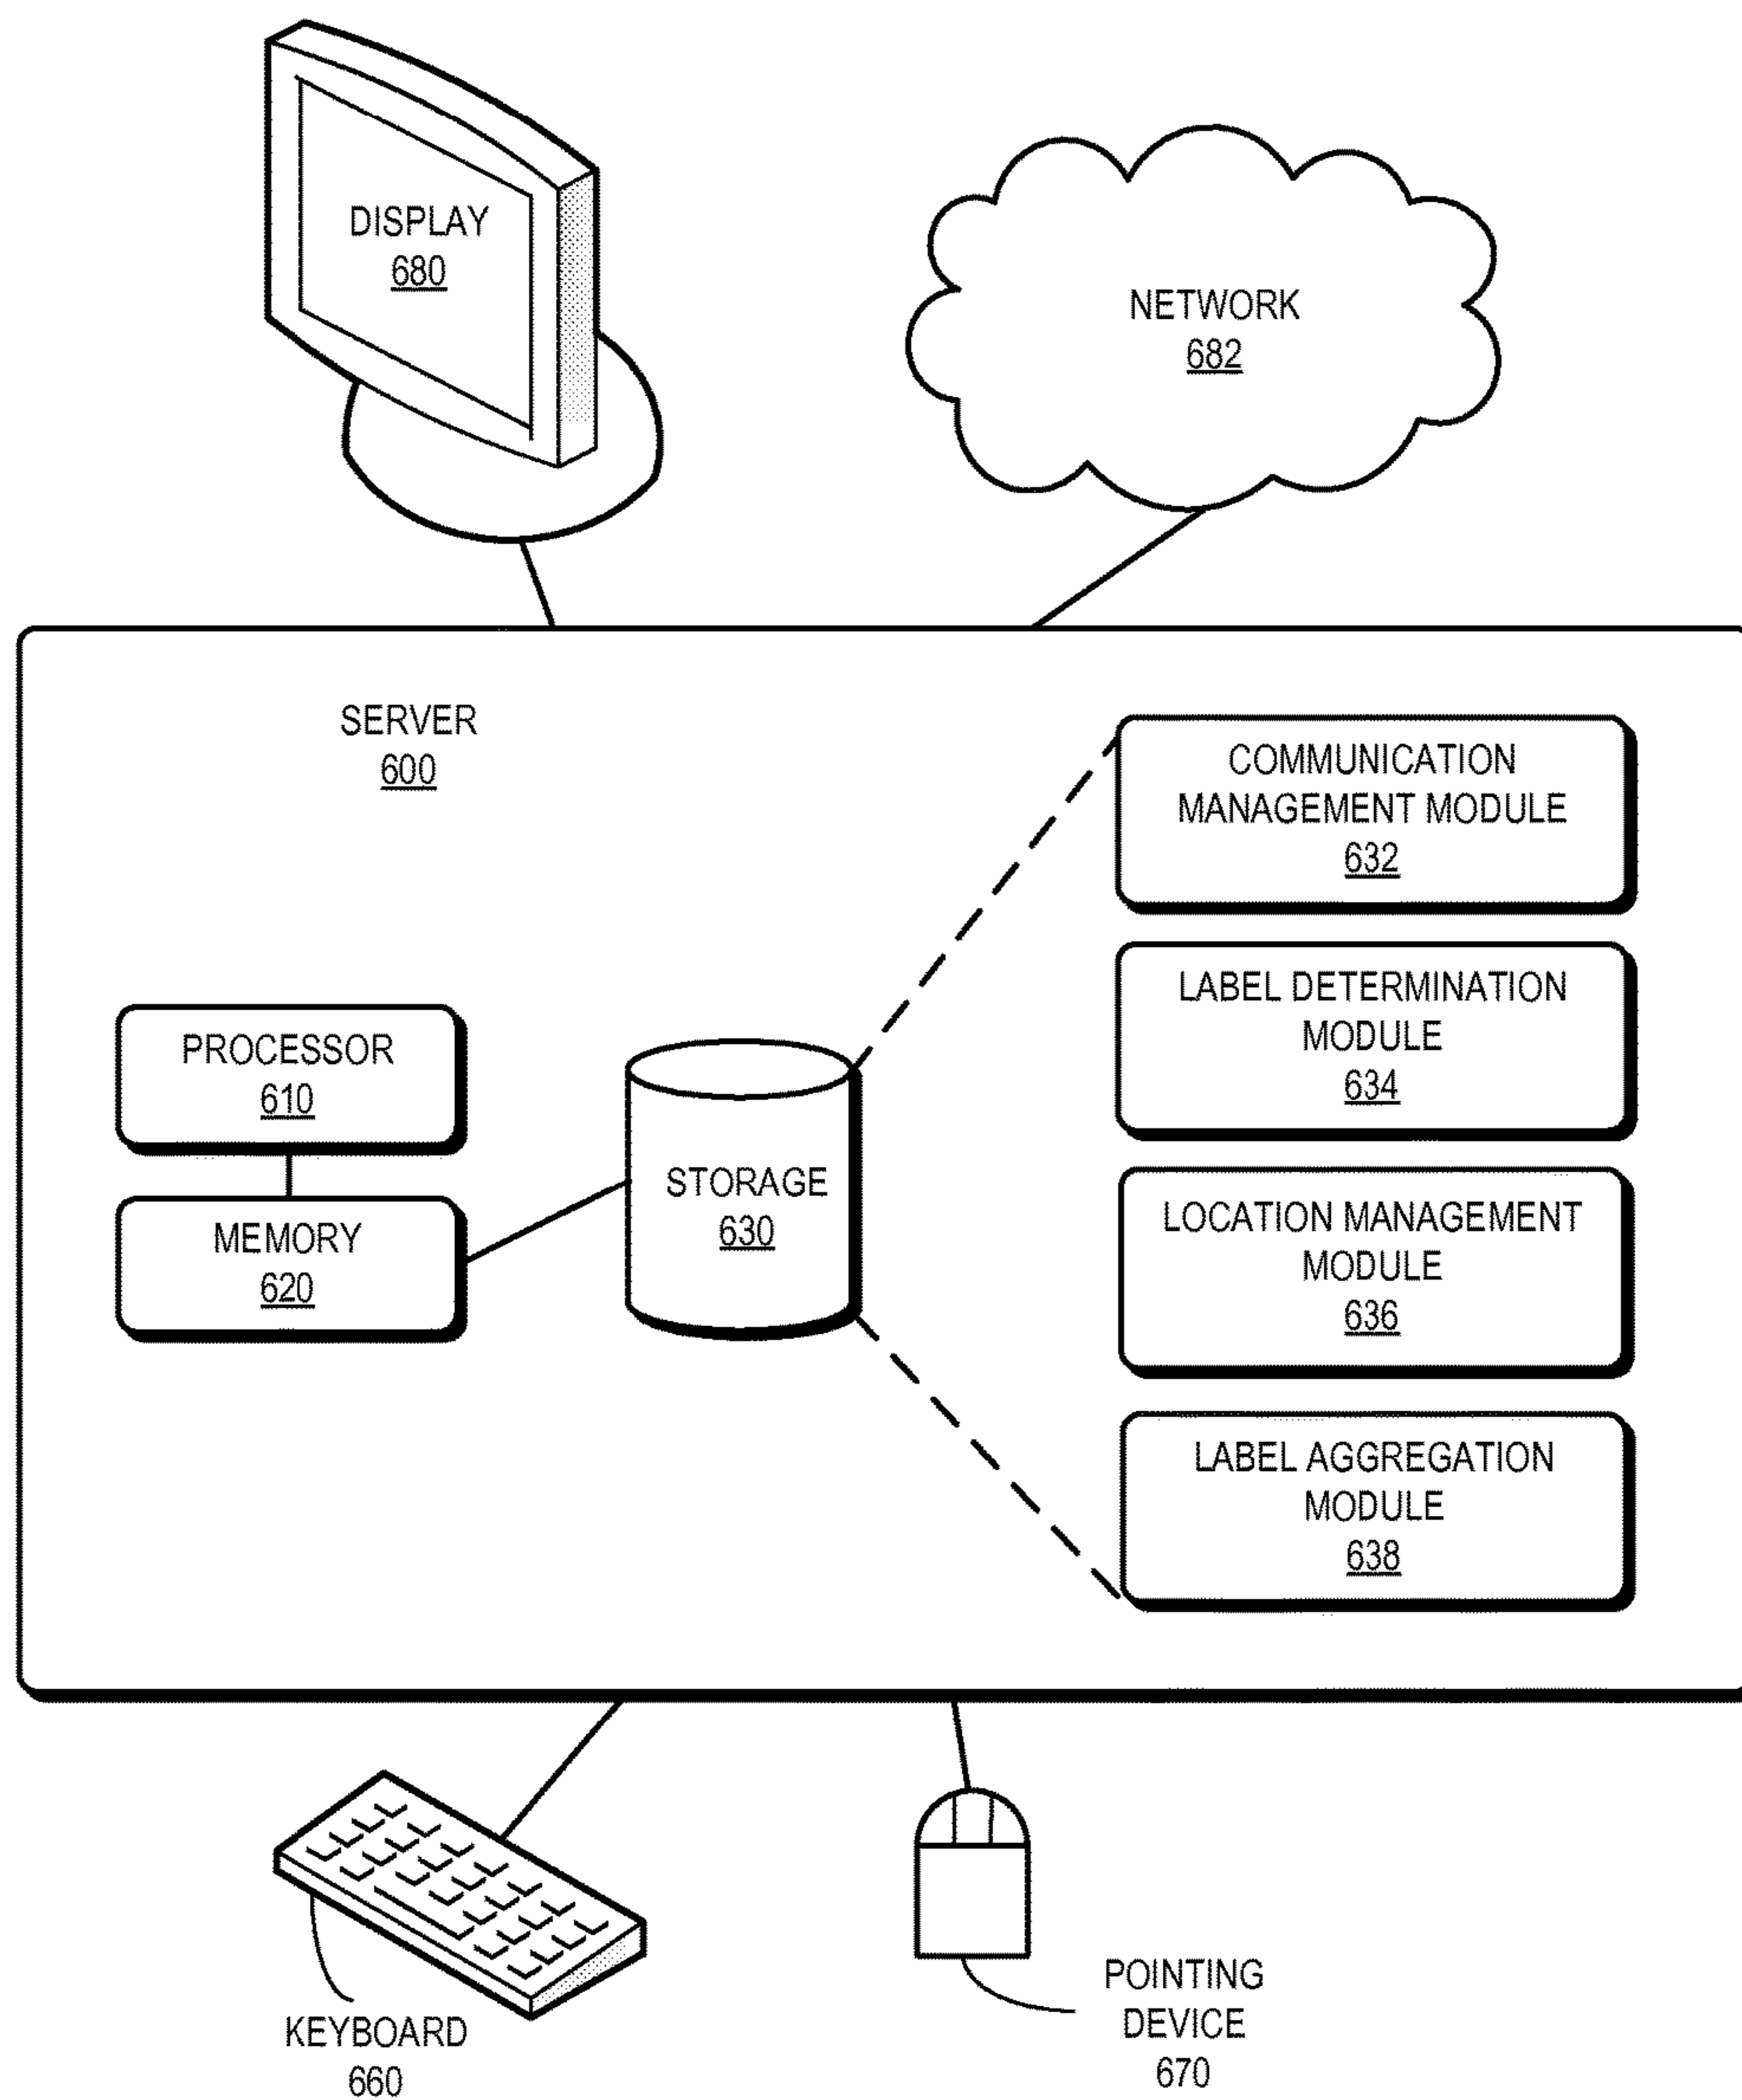 DISPLAY
680
NETWORK
682
SERVER
600
COMMUNICATION
MANAGEMENT MODULE
632
LABEL DETERMINATION
MODULE
634
PROCESSOR
610
MEMORY
620
STORAGE
630
LOCATION MANAGEMENT
MODULE
636
LABEL AGGREGATION
MODULE
638
KEYBOARD
660
POINTING
DEVICE
670